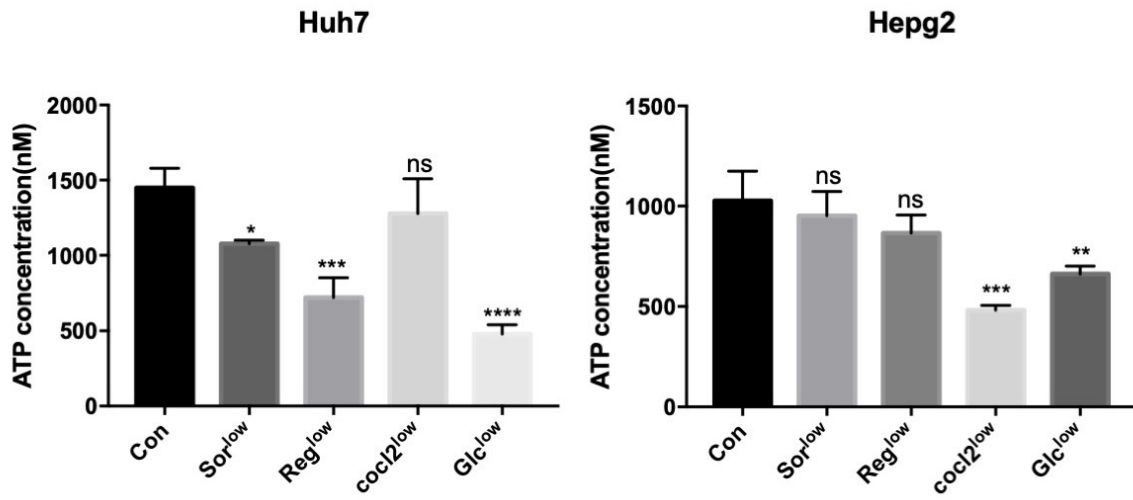 Huh7
ATP concentration(nM)
2000
1500
1000
500
0
*
***
ns
****
Con
Sorlow
Reglow
cocl2low
Glclow
Hepg2
ATP concentration(nM)
1500
1000
500
0
ns
ns
***
**
Con
Sorlow
Reglow
cocl2low
Glclow